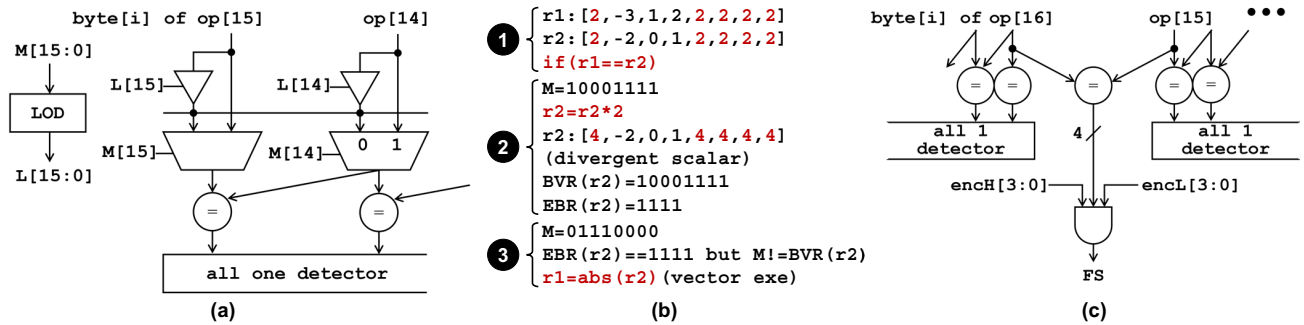 byte[i] of op[15]
op[14]
M[15:0]
LOD
L[15:0]
L[15]
L[14]
M[15]
M[14]
0 1
=
=
all one detector
(a)
1
r1:[2,-3,1,2,2,2,2,2]
r2:[2,-2,0,1,2,2,2,2]
if(r1==r2)
2
M=10001111
r2=r2*2
r2:[4,-2,0,1,4,4,4,4]
(divergent scalar)
BVR(r2)=10001111
EBR(r2)=1111
3
M=01110000
EBR(r2)==1111 but M!=BVR(r2)
r1=abs(r2)(vector exe)
(b)
byte[i] of op[16]
op[15]
•••
=
=
=
=
=
all 1
detector
4
all 1
detector
encH[3:0]
encL[3:0]
FS
(c)